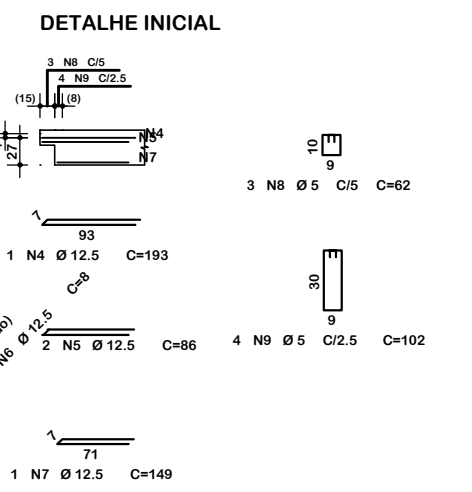 DETALHE INICIAL
3 N8 C/5
4 N9 C/2.5
(15) (8)
N4
N5
27
N7
10
9
3 N8 Ø 5 C/5 C=62
7
93
1 N4 Ø 12.5 C=193
C=8
30
9
4 N9 Ø 5 C/2.5 C=102
N6 Ø 12.5
2 N5 Ø 12.5 C=86
7
71
1 N7 Ø 12.5 C=149